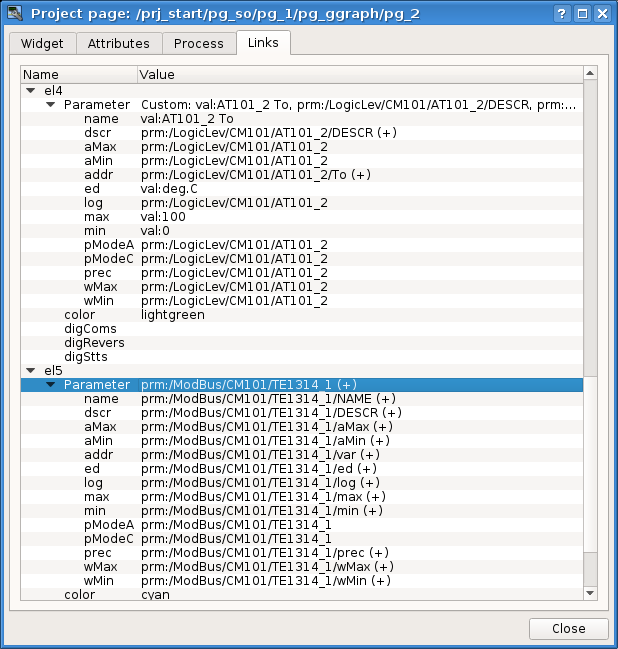 Project page: /prj_start/pg_so/pg_1/pg_ggraph/pg_2
Widget Attributes Process Links
Name Value
el4
Parameter Custom: val:AT101_2 To, prm:/LogicLev/CM101/AT101_2/DESCR, prm:...
name val:AT101_2 To
dscr prm:/LogicLev/CM101/AT101_2/DESCR (+)
aMax prm:/LogicLev/CM101/AT101_2
aMin prm:/LogicLev/CM101/AT101_2
addr prm:/LogicLev/CM101/AT101_2/To (+)
ed val:deg.C
log prm:/LogicLev/CM101/AT101_2
max val:100
min val:0
pModeA prm:/LogicLev/CM101/AT101_2
pModeC prm:/LogicLev/CM101/AT101_2
prec prm:/LogicLev/CM101/AT101_2
wMax prm:/LogicLev/CM101/AT101_2
wMin prm:/LogicLev/CM101/AT101_2
color lightgreen
digComs
digRevers
digStts
el5
Parameter prm:/ModBus/CM101/TE1314_1 (+)
name prm:/ModBus/CM101/TE1314_1/NAME (+)
dscr prm:/ModBus/CM101/TE1314_1/DESCR (+)
aMax prm:/ModBus/CM101/TE1314_1/aMax (+)
aMin prm:/ModBus/CM101/TE1314_1/aMin (+)
addr prm:/ModBus/CM101/TE1314_1/var (+)
ed prm:/ModBus/CM101/TE1314_1/ed (+)
log prm:/ModBus/CM101/TE1314_1/log (+)
max prm:/ModBus/CM101/TE1314_1/max (+)
min prm:/ModBus/CM101/TE1314_1/min (+)
pModeA prm:/ModBus/CM101/TE1314_1
pModeC prm:/ModBus/CM101/TE1314_1
prec prm:/ModBus/CM101/TE1314_1/prec (+)
wMax prm:/ModBus/CM101/TE1314_1/wMax (+)
wMin prm:/ModBus/CM101/TE1314_1/wMin (+)
color cyan
Close